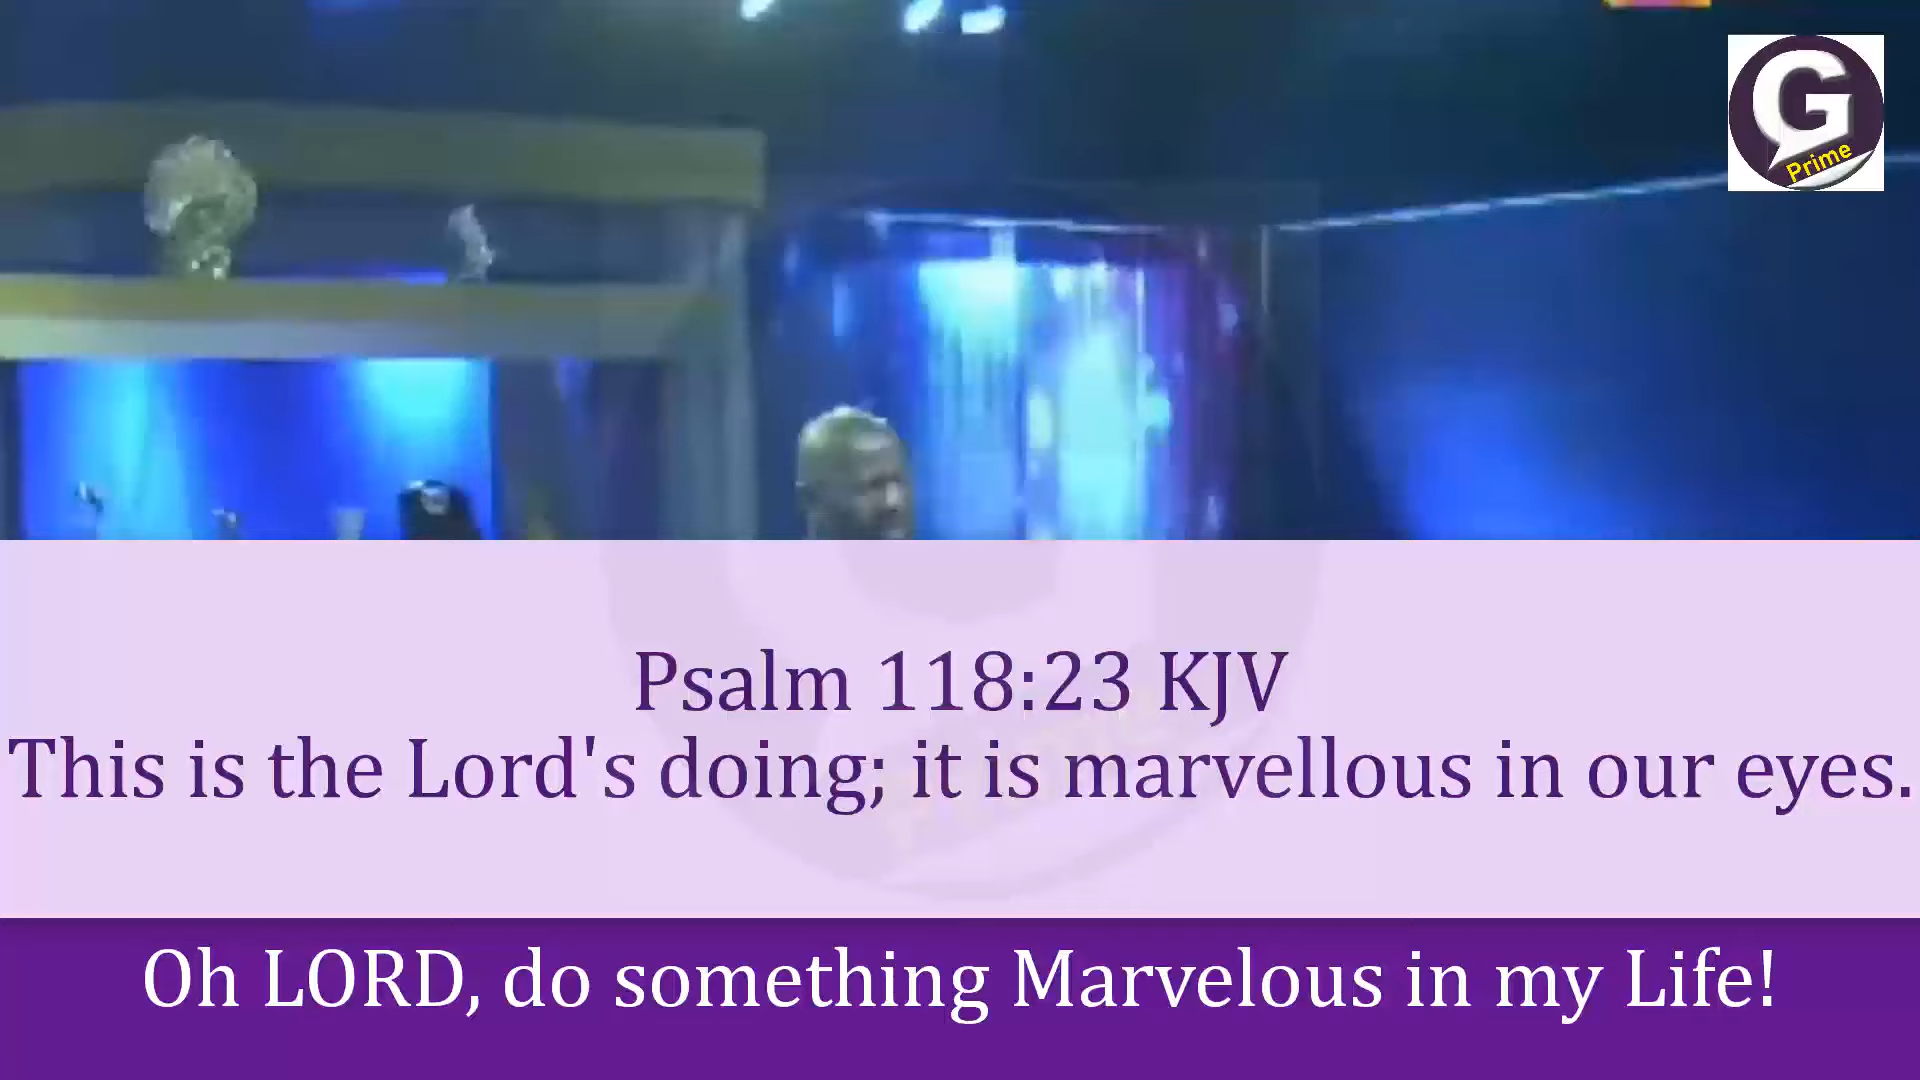 G
Prime
Psalm 118:23 KJV
This is the Lord's doing; it is marvellous in our eyes.
Oh LORD, do something Marvelous in my Life!